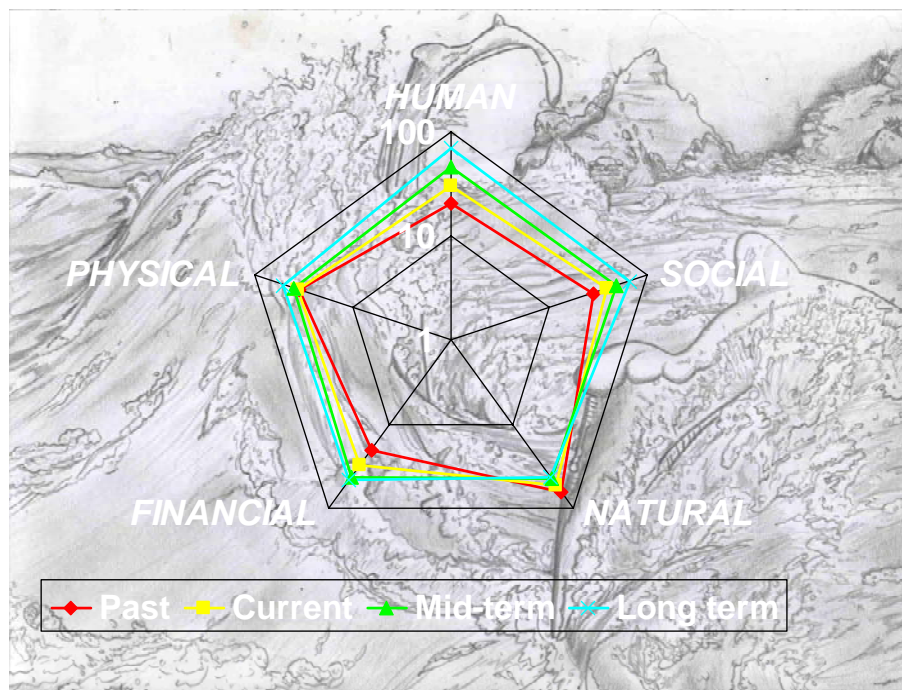 HUMAN
100
10
PHYSICAL
SOCIAL
1
FINANCIAL
NATURAL
Past Current Mid-term Long term